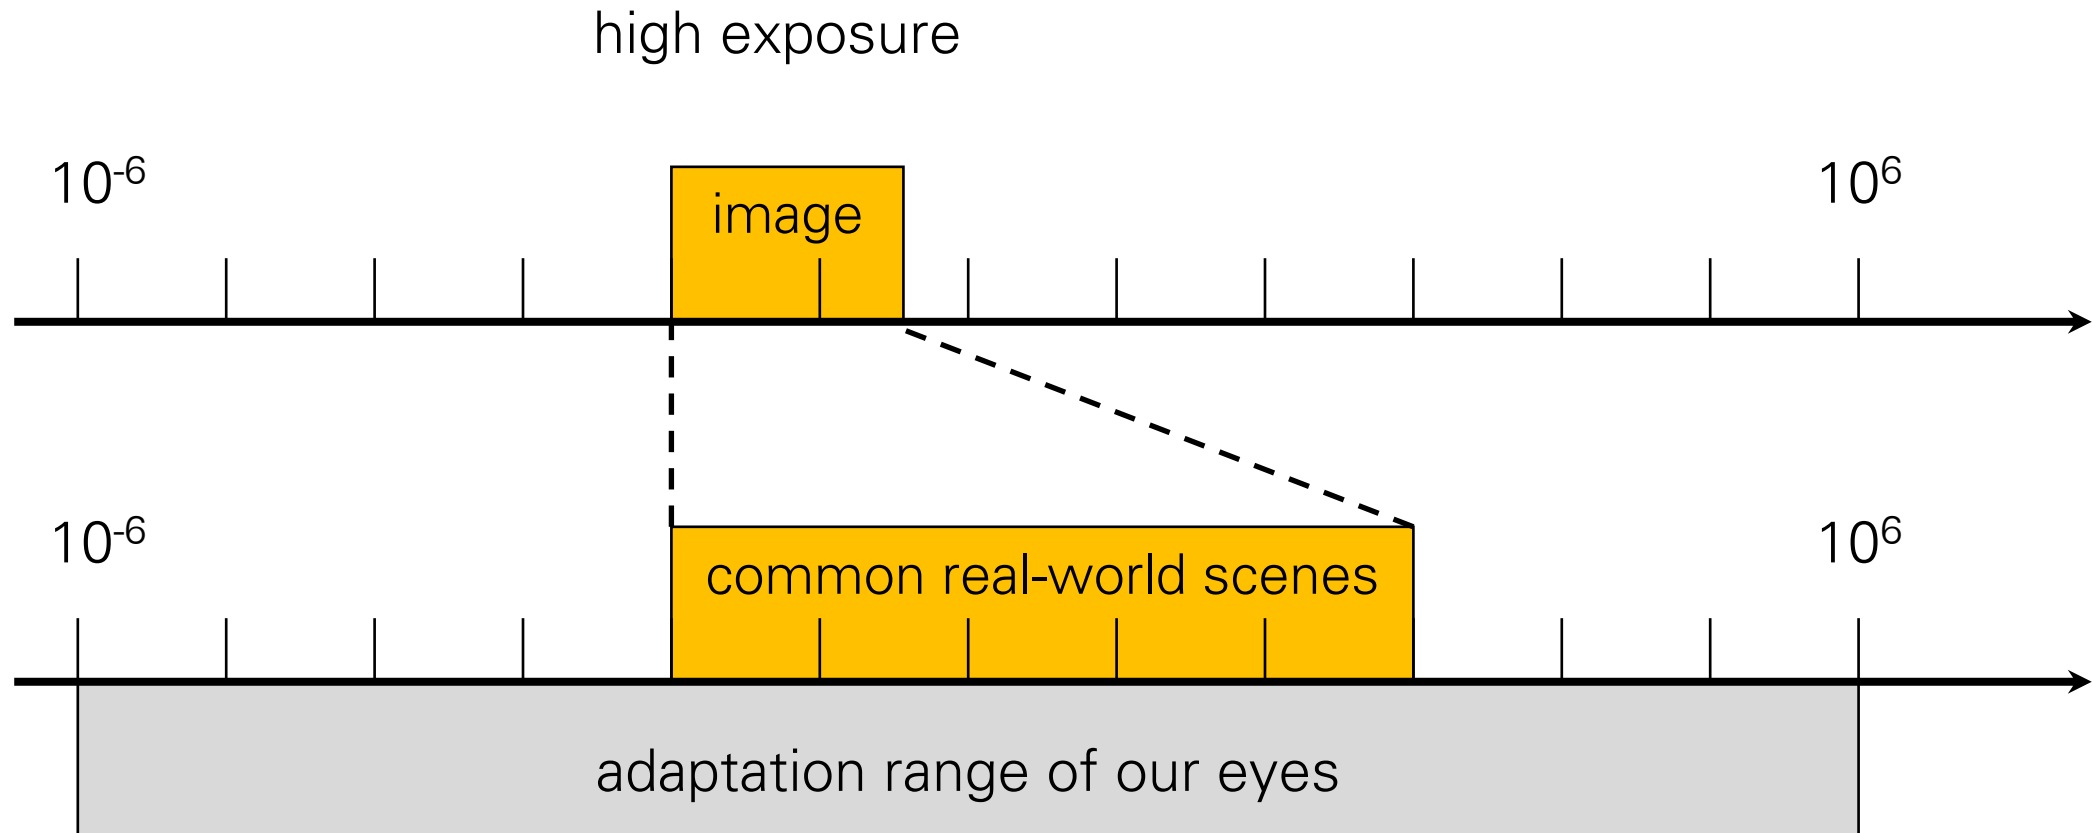 high exposure
10⁻⁶ 10⁶
image
10⁻⁶ 10⁶
common real-world scenes
adaptation range of our eyes